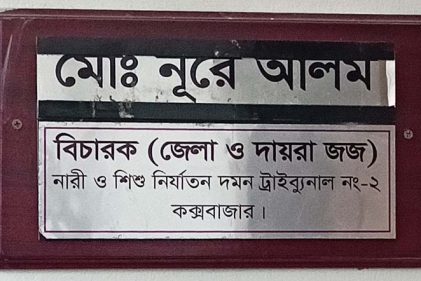 মোঃ নূরে আলম
বিচারক (জেলা ও দায়রা জজ)
নারী ও শিশু নির্যাতন দমন ট্রাইব্যুনাল নং-২
কক্সবাজার।